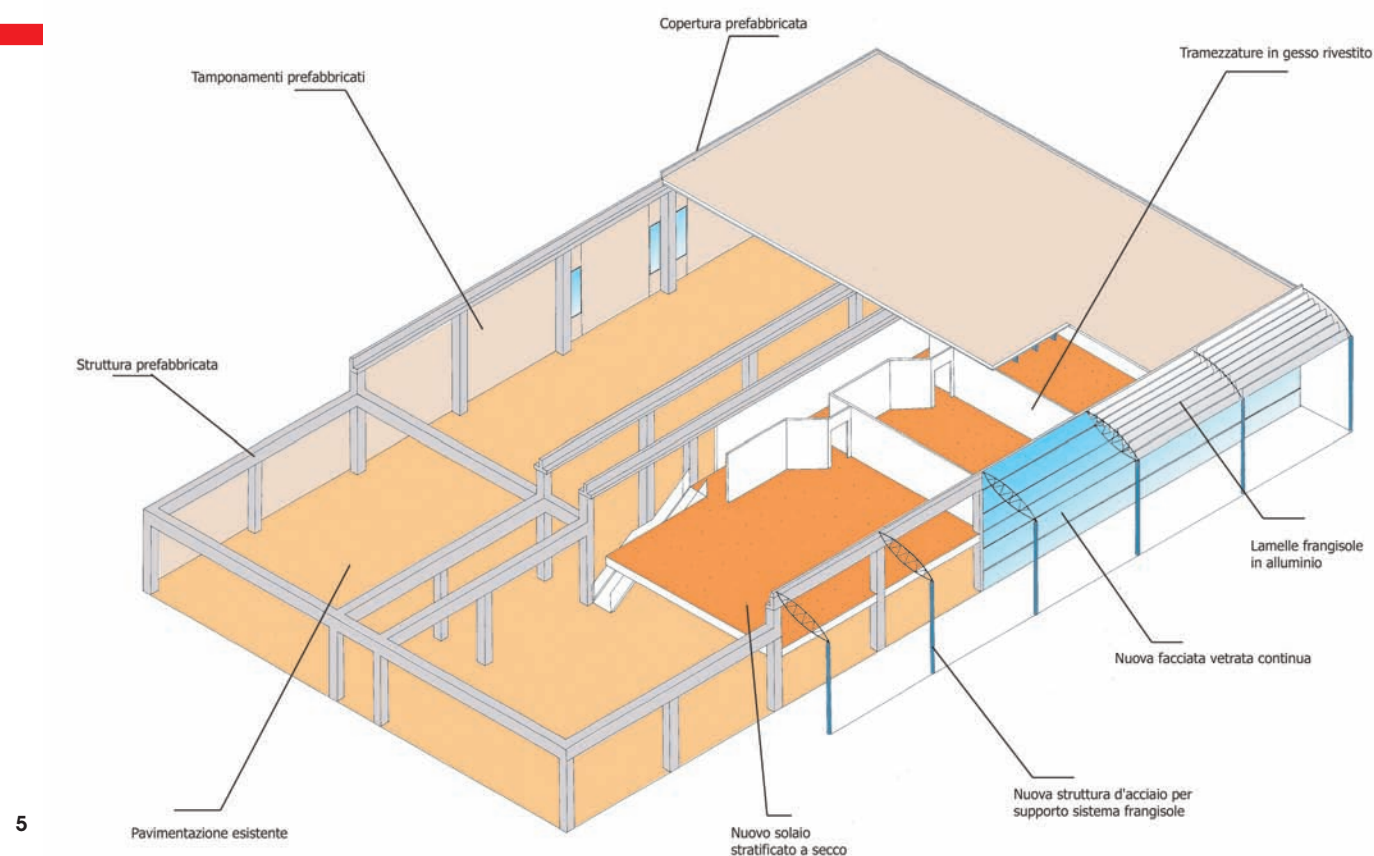 Copertura prefabbricata
Tramezzature in gesso rivestito
Tamponamenti prefabbricati
Struttura prefabbricata
Lamelle frangisole
in alluminio
Nuova facciata vetrata continua
Nuova struttura d'acciaio per
supporto sistema frangisole
5
Pavimentazione esistente
Nuovo solaio
stratificato a secco